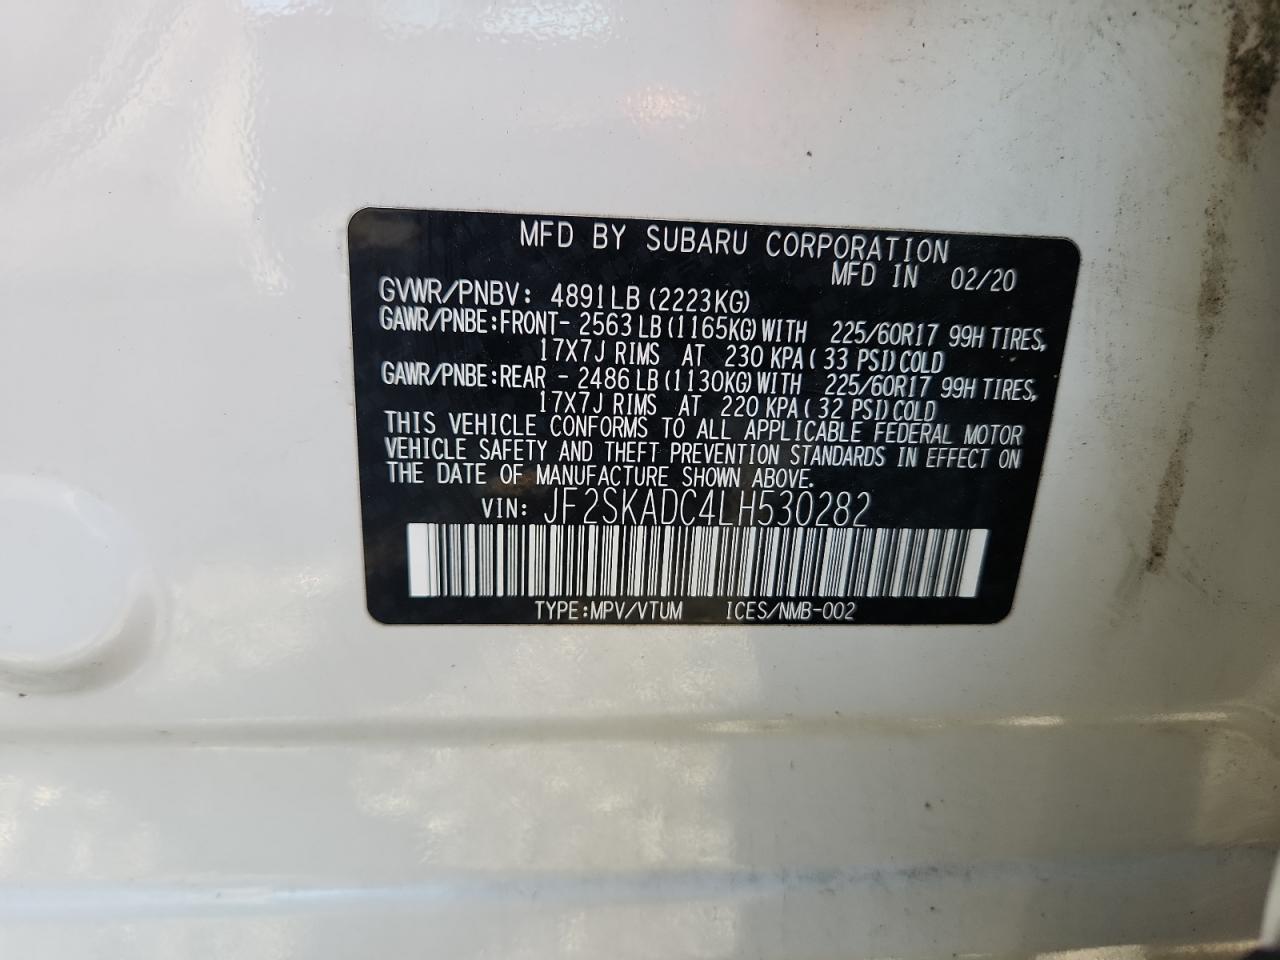 MFD BY SUBARU CORPORATION
MFD IN 02/20
GVWR/PNBV: 4891LB (2223KG)
GAWR/PNBE:FRONT- 2563 LB (1165KG) WITH 225/60R17 99H TIRES,
17X7J RIMS AT 230 KPA ( 33 PSI) COLD
GAWR/PNBE:REAR - 2486 LB (1130KG) WITH 225/60R17 99H TIRES,
17X7J RIMS AT 220 KPA ( 32 PSI) COLD
THIS VEHICLE CONFORMS TO ALL APPLICABLE FEDERAL MOTOR
VEHICLE SAFETY AND THEFT PREVENTION STANDARDS IN EFFECT ON
THE DATE OF MANUFACTURE SHOWN ABOVE.
VIN: JF2SKADC4LH530282
TYPE:MPV/VTUM ICES/NMB-002